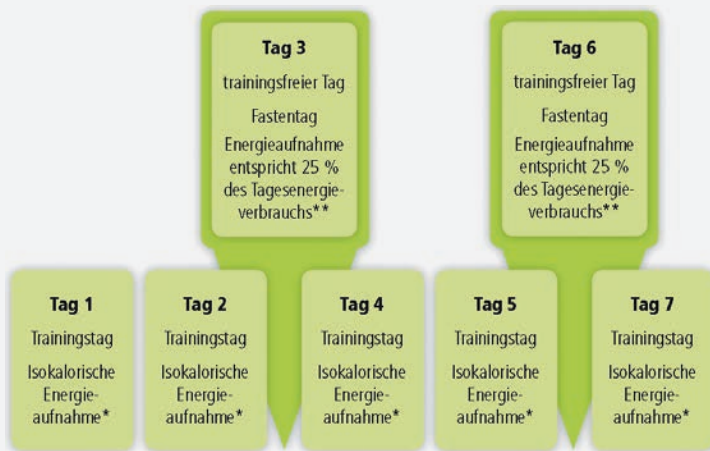 Tag 3
trainingsfreier Tag
Fastentag
Energieaufnahme
entspricht 25 %
des Tagesenergie-
verbrauchs**
Tag 6
trainingsfreier Tag
Fastentag
Energieaufnahme
entspricht 25 %
des Tagesenergie-
verbrauchs**
Tag 1
Trainingstag
Isokalorische
Energie-
aufnahme*
Tag 2
Trainingstag
Isokalorische
Energie-
aufnahme*
Tag 4
Trainingstag
Isokalorische
Energie-
aufnahme*
Tag 5
Trainingstag
Isokalorische
Energie-
aufnahme*
Tag 7
Trainingstag
Isokalorische
Energie-
aufnahme*